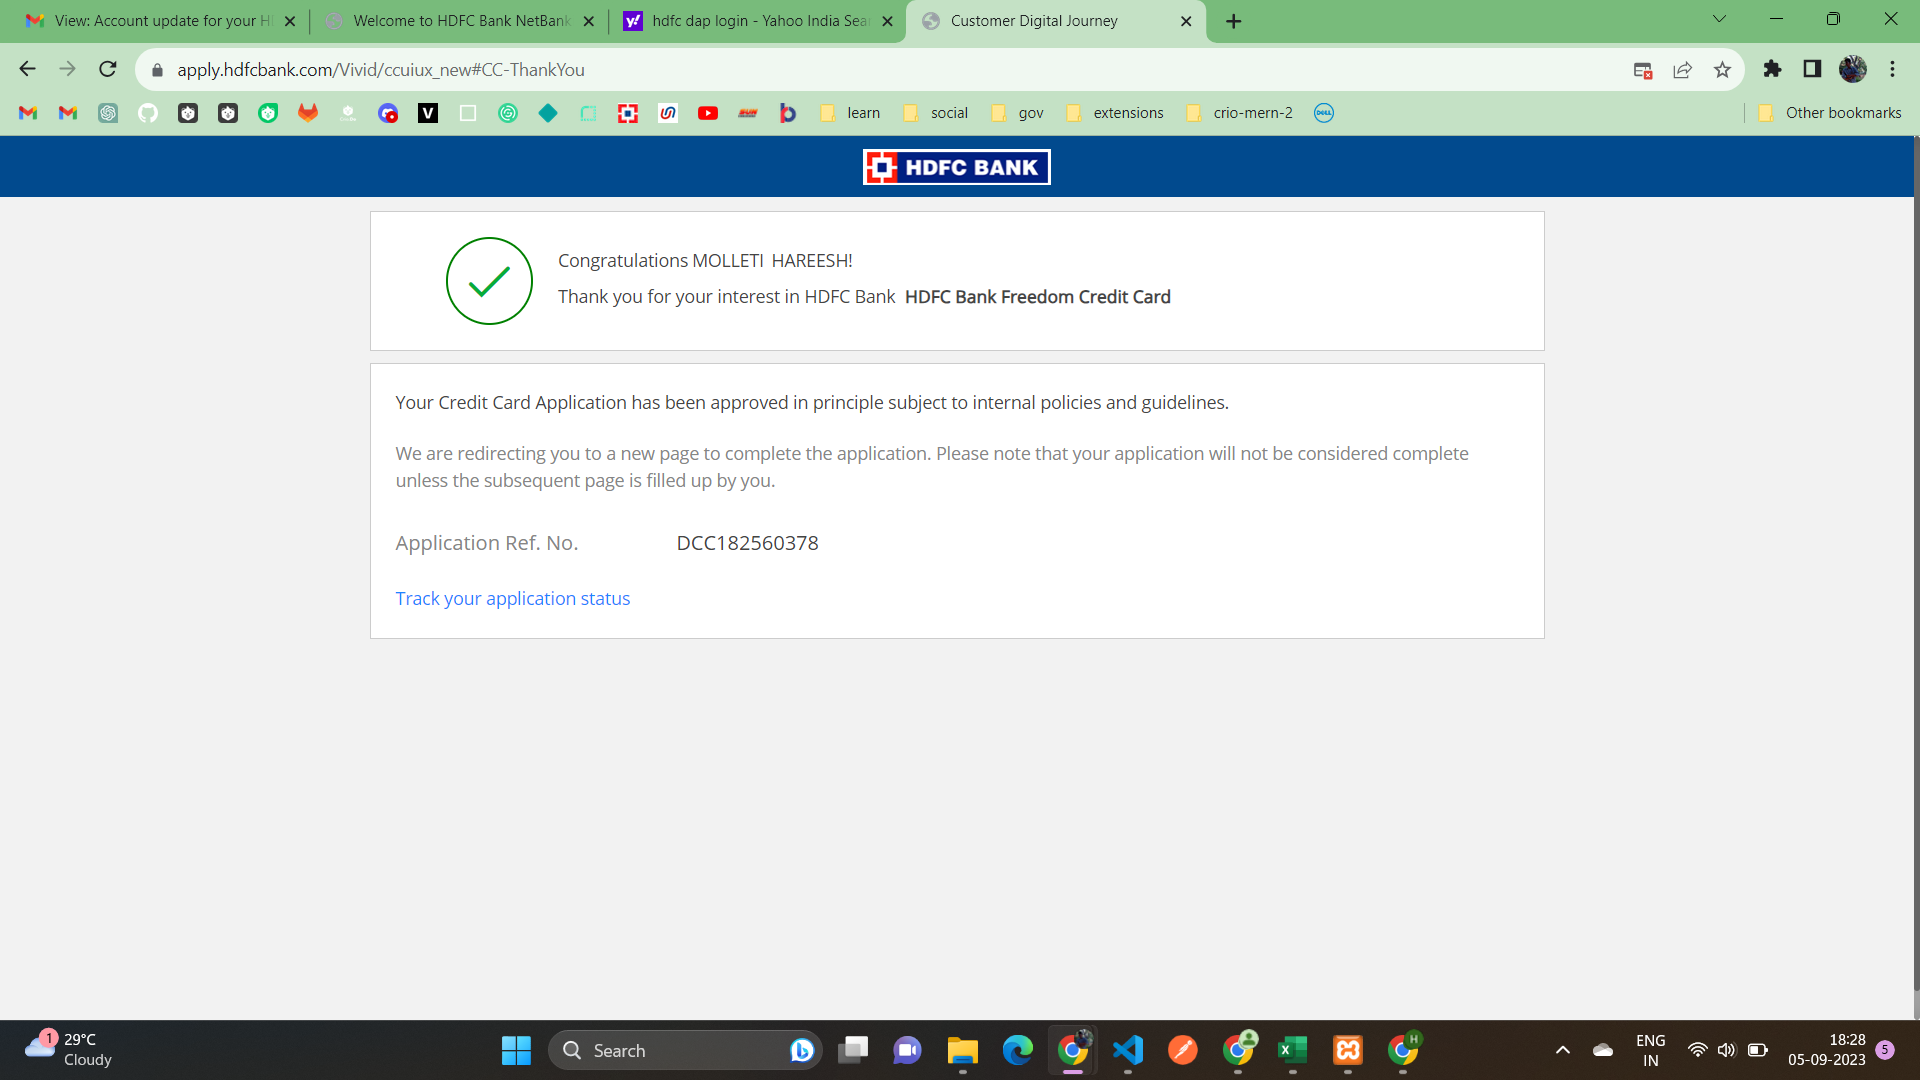 View: Account update for your H
Welcome to HDFC Bank NetBank
hdfc dap login - Yahoo India Sear
Customer Digital Journey
apply.hdfcbank.com/Vivid/ccuiux_new#CC-ThankYou
learn
social
gov
extensions
crio-mern-2
Other bookmarks
HDFC BANK
Congratulations MOLLETI HAREESH!
Thank you for your interest in HDFC Bank HDFC Bank Freedom Credit Card
Your Credit Card Application has been approved in principle subject to internal policies and guidelines.
We are redirecting you to a new page to complete the application. Please note that your application will not be considered complete
unless the subsequent page is filled up by you.
Application Ref. No. DCC182560378
Track your application status
1
29°C
Cloudy
Search
ENG
IN
18:28
05-09-2023
5